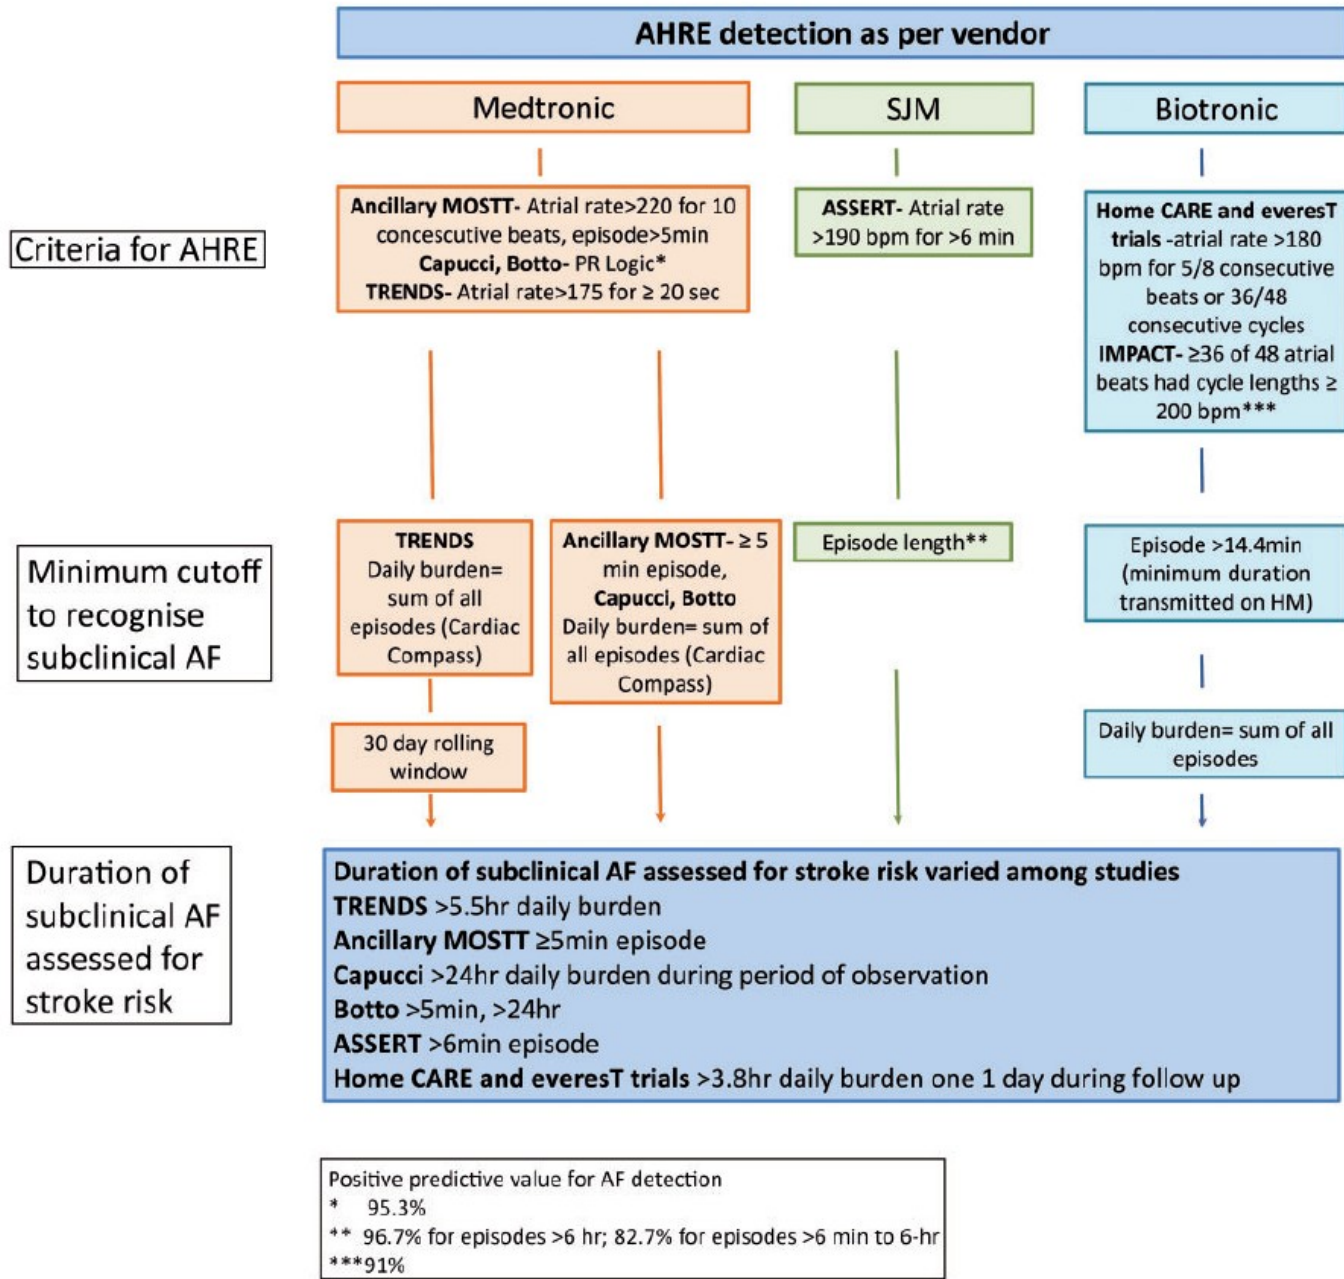 AHRE detection as per vendor
Medtronic
SJM
Biotronic
Criteria for AHRE
Ancillary MOSTT- Atrial rate>220 for 10
concescutive beats, episode>5min
Capucci, Botto- PR Logic*
TRENDS- Atrial rate>175 for ≥ 20 sec
ASSERT- Atrial rate
>190 bpm for >6 min
Home CARE and everesT
trials -atrial rate >180
bpm for 5/8 consecutive
beats or 36/48
consecutive cycles
IMPACT- ≥36 of 48 atrial
beats had cycle lengths ≥
200 bpm***
Minimum cutoff
to recognise
subclinical AF
TRENDS
Daily burden=
sum of all
episodes (Cardiac
Compass)
30 day rolling
window
Ancillary MOSTT- ≥ 5
min episode,
Capucci, Botto
Daily burden= sum of
all episodes (Cardiac
Compass)
Episode length**
Episode >14.4min
(minimum duration
transmitted on HM)
Daily burden= sum of all
episodes
Duration of
subclinical AF
assessed for
stroke risk
Duration of subclinical AF assessed for stroke risk varied among studies
TRENDS >5.5hr daily burden
Ancillary MOSTT ≥5min episode
Capucci >24hr daily burden during period of observation
Botto >5min, >24hr
ASSERT >6min episode
Home CARE and everesT trials >3.8hr daily burden one 1 day during follow up
Positive predictive value for AF detection
* 95.3%
** 96.7% for episodes >6 hr; 82.7% for episodes >6 min to 6-hr
***91%